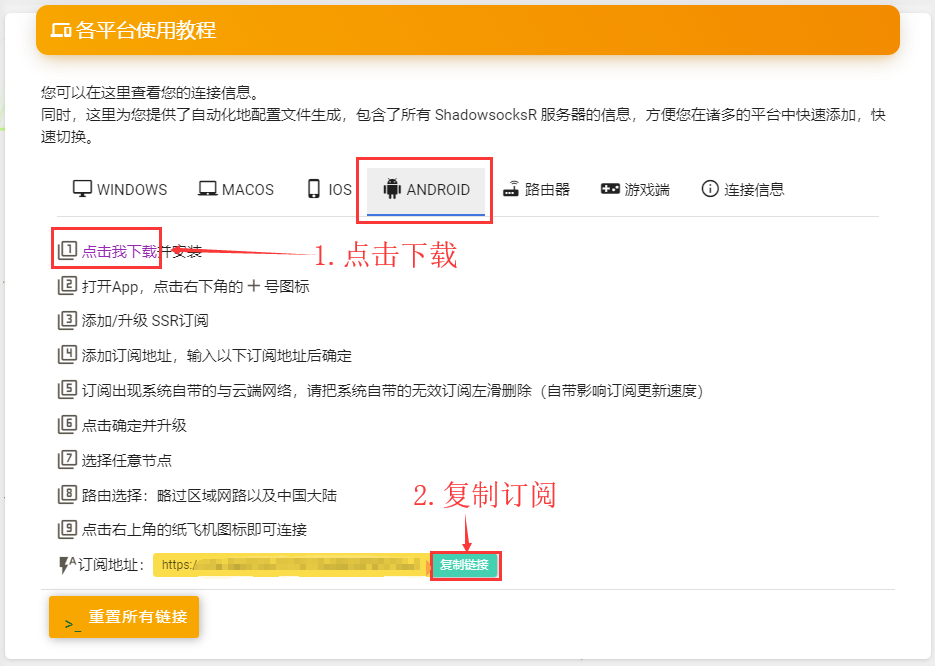 各平台使用教程
您可以在这里查看您的连接信息。
同时，这里为您提供了自动化地配置文件生成，包含了所有 ShadowsocksR 服务器的信息，方便您在诸多的平台中快速添加，快
速切换。
WINDOWS MACOS IOS ANDROID 路由器 游戏端 连接信息
1 点击我下载并安装
1.点击下载
2 打开App，点击右下角的 十 号图标
3 添加/升级 SSR订阅
4 添加订阅地址，输入以下订阅地址后确定
5 订阅出现系统自带的与云端网络，请把系统自带的无效订阅左滑删除（自带影响订阅更新速度）
6 点击确定并升级
7 选择任意节点
8 路由选择：略过区域网路以及中国大陆
2.复制订阅
9 点击右上角的纸飞机图标即可连接
订阅地址： https:/ 复制链接
>_ 重置所有链接